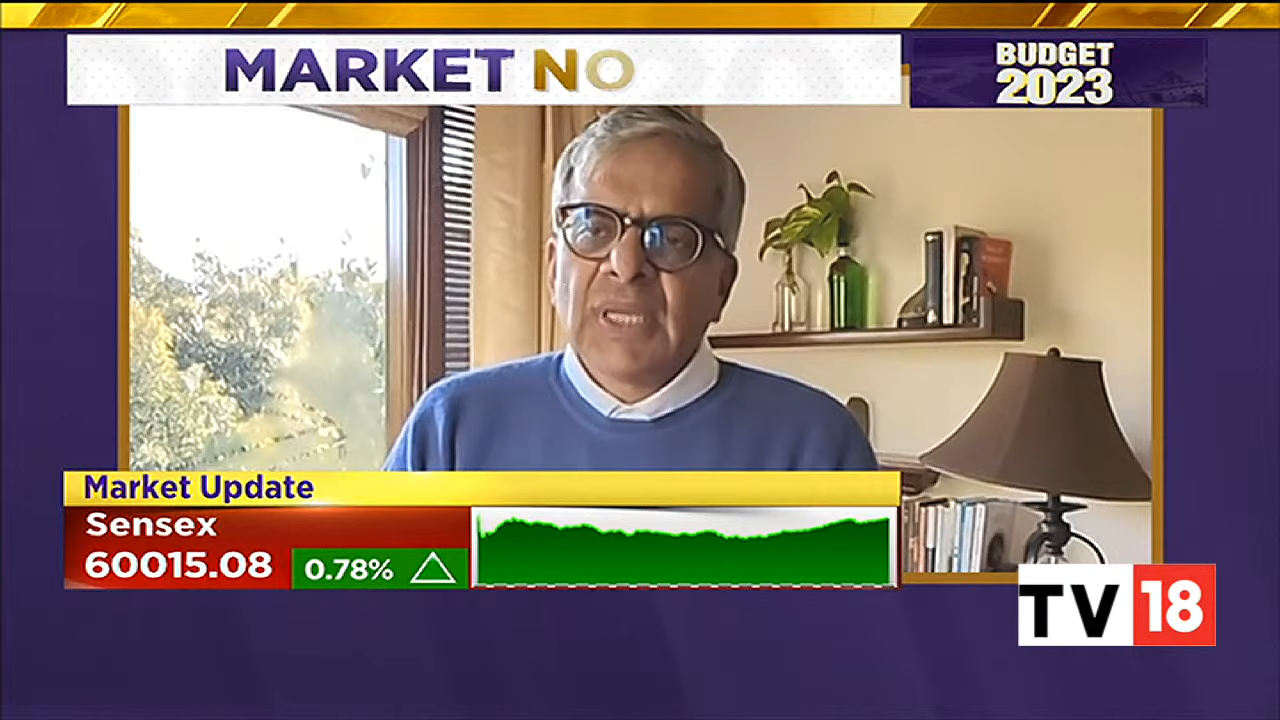 MARKET NO
BUDGET
2023
Market Update
Sensex
60015.08
0.78%
TV18